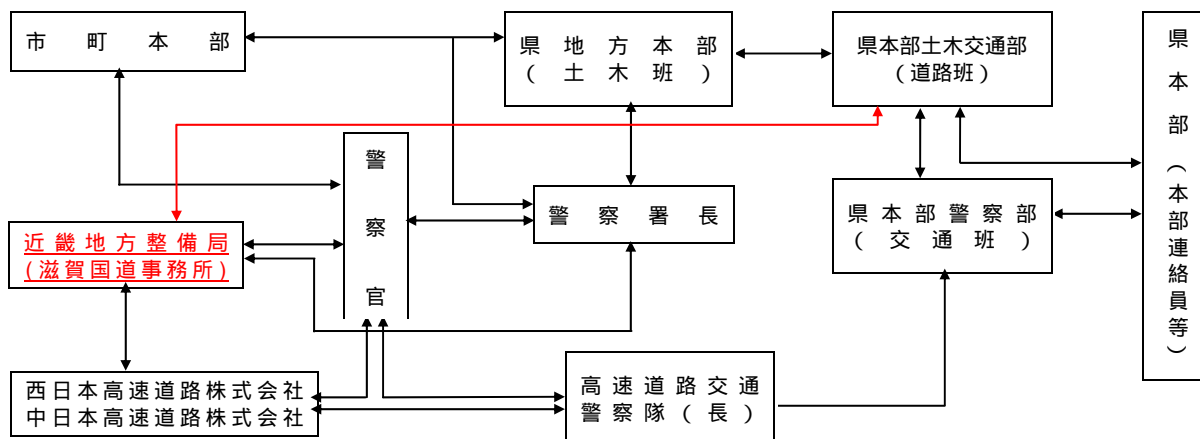 市町本部
県地方本部
(土木班)
県本部土木交通部
(道路班)
県本部(本部連絡員等)
警察官
警察署長
県本部警察部
(交通班)
近畿地方整備局
(滋賀国道事務所)
西日本高速道路株式会社
中日本高速道路株式会社
高速道路交通
警察隊(長)